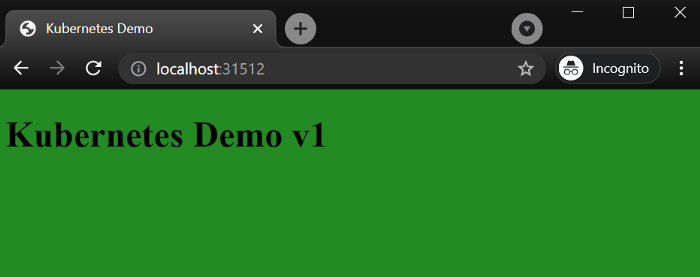 Kubernetes Demo
localhost:31512
Incognito
Kubernetes Demo v1